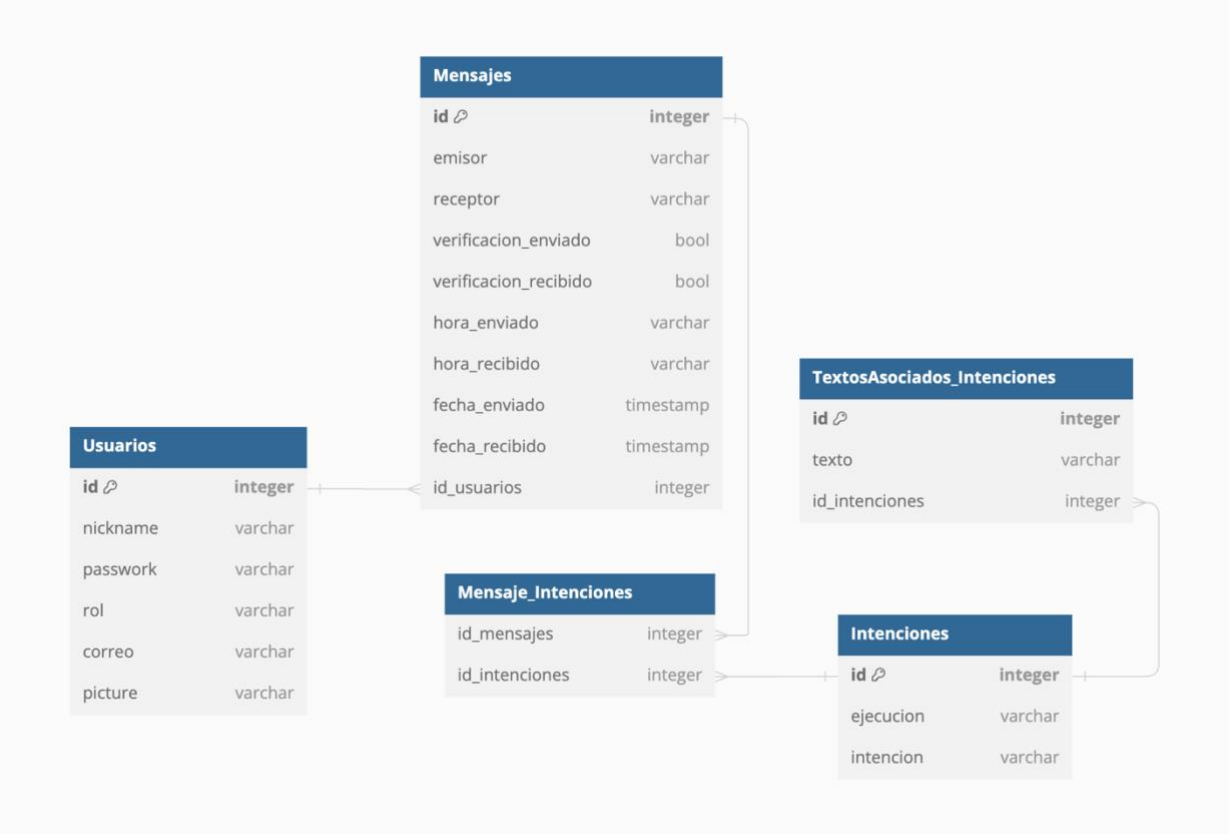 Mensajes
id integer
emisor varchar
receptor varchar
verificacion_enviado bool
verificacion_recibido bool
hora_enviado varchar
hora_recibido varchar
fecha_enviado timestamp
fecha_recibido timestamp
id_usuarios integer
Usuarios
id integer
nickname varchar
passwork varchar
rol varchar
correo varchar
picture varchar
TextosAsociados_Intenciones
id integer
texto varchar
id_intenciones integer
Mensaje_Intenciones
id_mensajes integer
id_intenciones integer
Intenciones
id integer
ejecucion varchar
intencion varchar